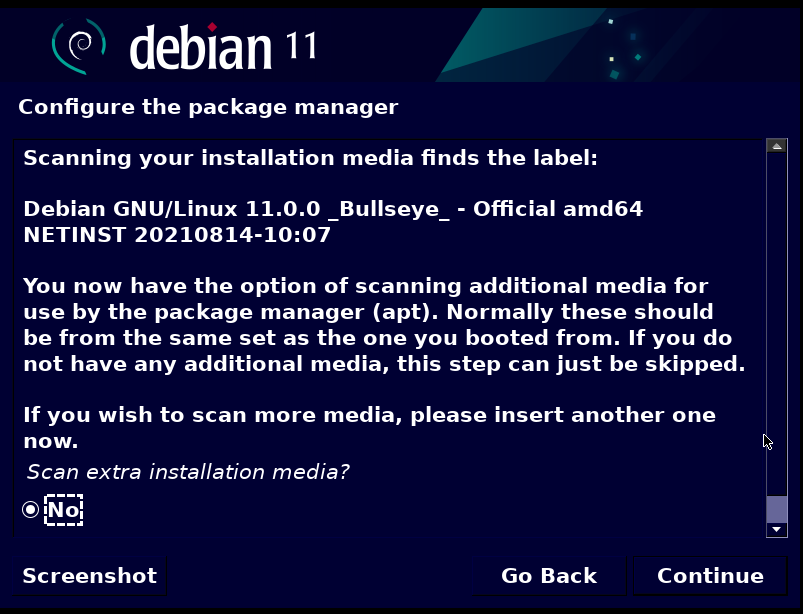 debian 11
Configure the package manager
Scanning your installation media finds the label:
Debian GNU/Linux 11.0.0 _Bullseye_ - Official amd64
NETINST 20210814-10:07
You now have the option of scanning additional media for
use by the package manager (apt). Normally these should
be from the same set as the one you booted from. If you do
not have any additional media, this step can just be skipped.
If you wish to scan more media, please insert another one
now.
Scan extra installation media?
No
Screenshot
Go Back
Continue